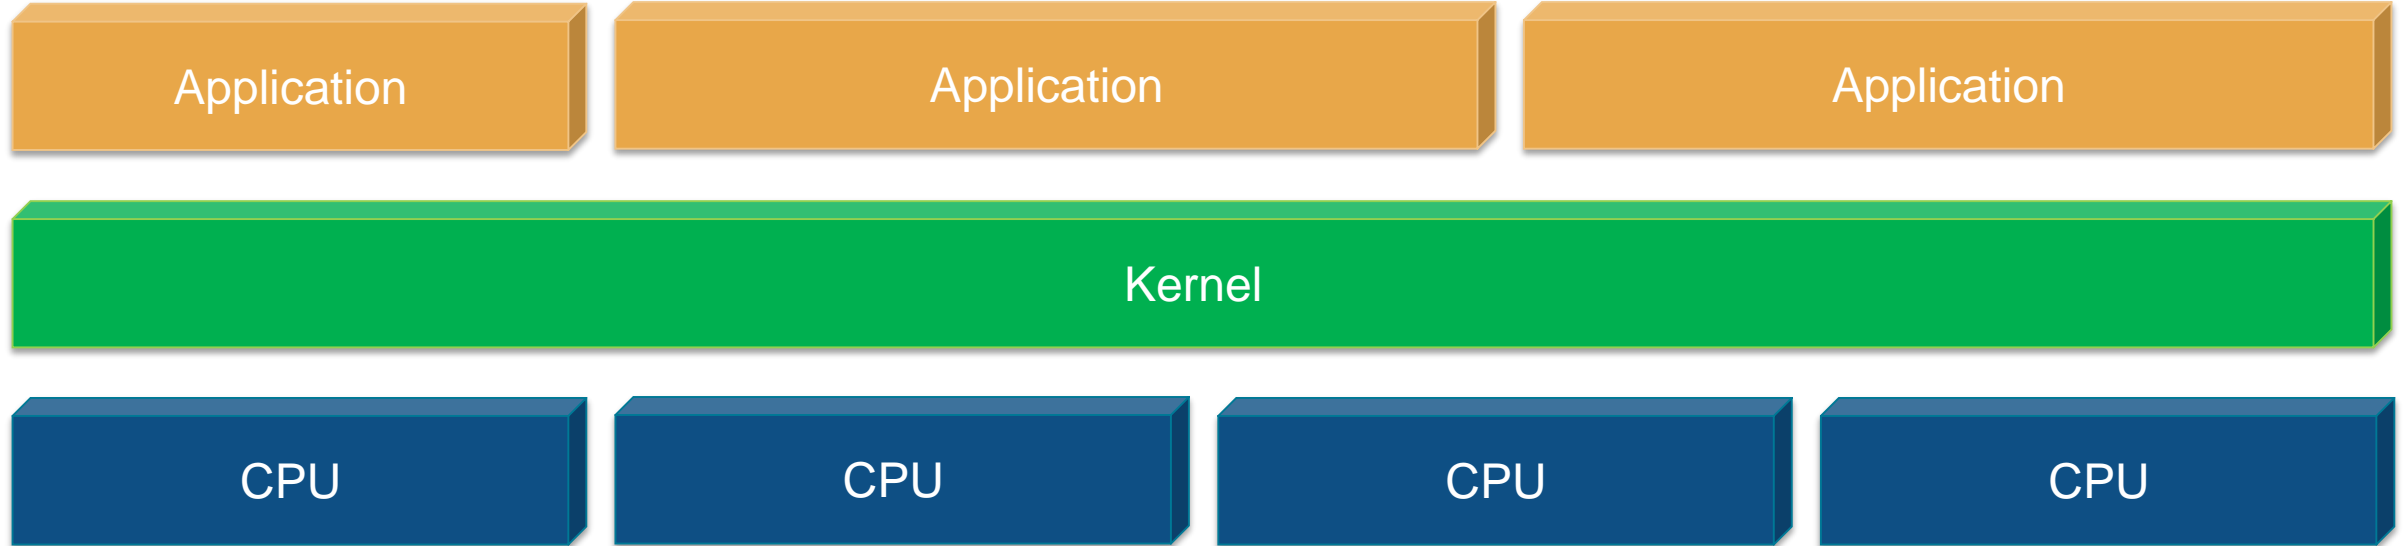 Application
Application
Application
Kernel
CPU
CPU
CPU
CPU